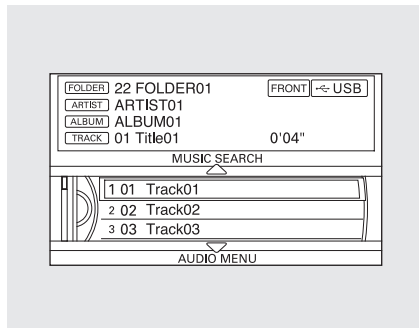 FOLDER 22 FOLDER01 FRONT USB
ARTIST ARTIST01
ALBUM ALBUM01
TRACK 01 Title01 0'04"
MUSIC SEARCH
1 01 Track01
2 02 Track02
3 03 Track03
AUDIO MENU